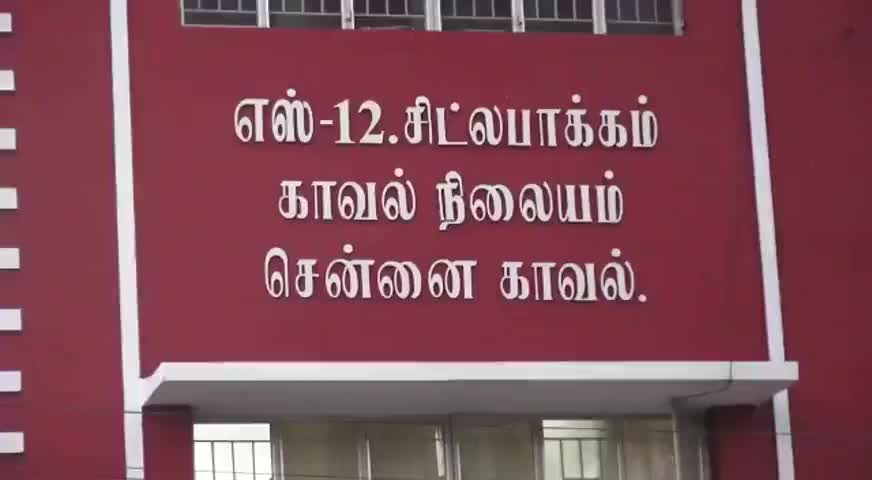 எஸ்-12.சிட்லபாக்கம்
காவல் நிலையம்
சென்னை காவல்.